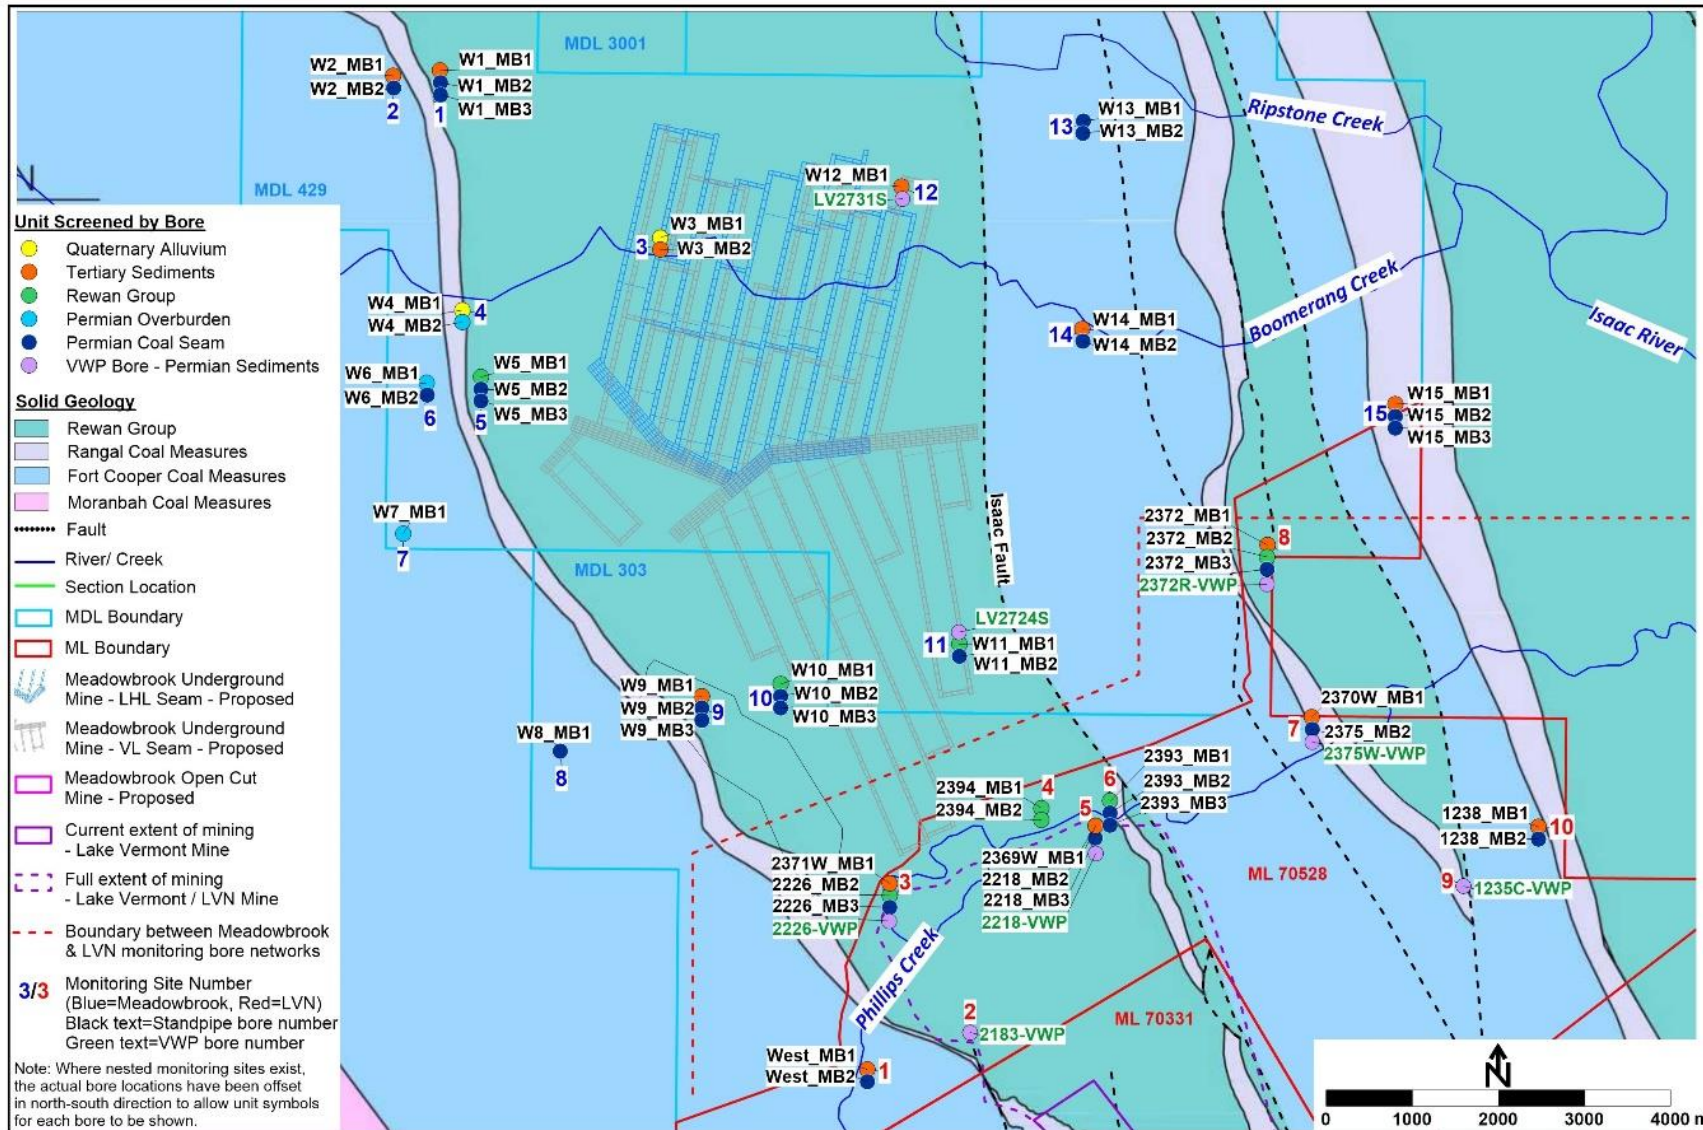 MDL 3001
W2_MB1
W2_MB2
2
W1_MB1
W1_MB2
W1_MB3
1
W13_MB1
W13_MB2
13
Ripstone Creek
MDL 429
W12_MB1
LV2731S
12
W3_MB1
W3_MB2
3
Boomerang Creek
Isaac River
W4_MB1
W4_MB2
4
W14_MB1
W14_MB2
14
W6_MB1
W6_MB2
6
W5_MB1
W5_MB2
W5_MB3
5
W15_MB1
W15_MB2
W15_MB3
15
W7_MB1
7
Isaac Fault
2372_MB1
2372_MB2
2372_MB3
2372R-VWP
8
MDL 303
LV2724S
W11_MB1
W11_MB2
11
W10_MB1
W10_MB2
W10_MB3
10
W9_MB1
W9_MB2
W9_MB3
9
W8_MB1
8
2370W_MB1
2375_MB2
2375W-VWP
7
2394_MB1
2394_MB2
4
2393_MB1
2393_MB2
2393_MB3
6
5
2369W_MB1
2218_MB2
2218_MB3
2218-VWP
1238_MB1
1238_MB2
10
2371W_MB1
2226_MB2
2226_MB3
2226-VWP
3
ML 70528
9
1235C-VWP
Phillips Creek
2
2183-VWP
ML 70331
West_MB1
West_MB2
1
Unit Screened by Bore
Quaternary Alluvium
Tertiary Sediments
Rewan Group
Permian Overburden
Permian Coal Seam
VWP Bore - Permian Sediments
Solid Geology
Rewan Group
Rangal Coal Measures
Fort Cooper Coal Measures
Moranbah Coal Measures
Fault
River/ Creek
Section Location
MDL Boundary
ML Boundary
Meadowbrook Underground
Mine - LHL Seam - Proposed
Meadowbrook Underground
Mine - VL Seam - Proposed
Meadowbrook Open Cut
Mine - Proposed
Current extent of mining
- Lake Vermont Mine
Full extent of mining
- Lake Vermont / LVN Mine
Boundary between Meadowbrook
& LVN monitoring bore networks
3/3 Monitoring Site Number
(Blue=Meadowbrook, Red=LVN)
Black text=Standpipe bore number
Green text=VWP bore number
Note: Where nested monitoring sites exist,
the actual bore locations have been offset
in north-south direction to allow unit symbols
for each bore to be shown.
N
0 1000 2000 3000 4000 m